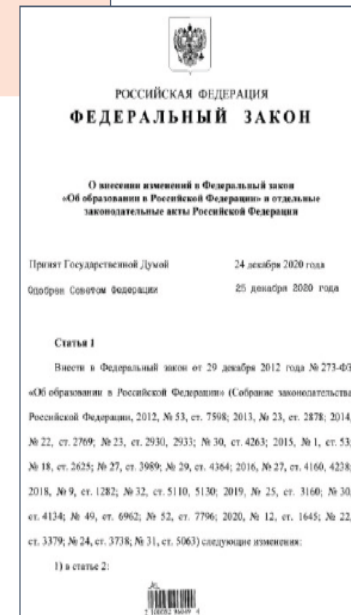 РОССИЙСКАЯ ФЕДЕРАЦИЯ
ФЕДЕРАЛЬНЫЙ ЗАКОН
О внесении изменений в Федеральный закон
«Об образовании в Российской Федерации» и отдельные
законодательные акты Российской Федерации
Принят Государственной Думой 24 декабря 2020 года
Одобрен Советом Федерации 25 декабря 2020 года
Статья 1
Внести в Федеральный закон от 29 декабря 2012 года № 273-ФЗ
«Об образовании в Российской Федерации» (Собрание законодательства
Российской Федерации, 2012, № 53, ст. 7598; 2013, № 23, ст. 2878; 2014,
№ 22, ст. 2769; № 23, ст. 2930, 2933; № 30, ст. 4263; 2015, № 1, ст. 53;
№ 18, ст. 2625; № 27, ст. 3989; № 29, ст. 4364; 2016, № 27, ст. 4160, 4238;
2018, № 9, ст. 1282; № 32, ст. 5110, 5130; 2019, № 25, ст. 3160; № 30,
ст. 4134; № 49, ст. 6962; № 52, ст. 7796; 2020, № 12, ст. 1645; № 22,
ст. 3379; № 24, ст. 3738; № 31, ст. 5063) следующие изменения:
1) в статье 2: